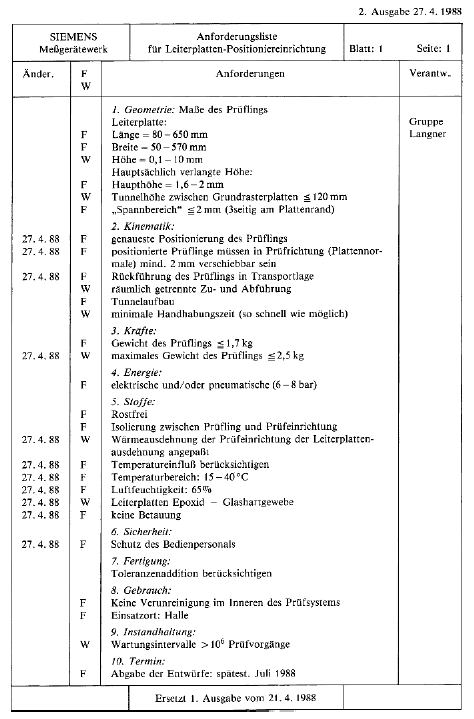 2. Ausgabe 27. 4. 1988
SIEMENS Anforderungsliste
Meßgerätewerk für Leiterplatten-Positioniereinrichtung Blatt: 1 Seite: 1
Änder. F Anforderungen Verantw.
W
1. Geometrie: Maße des Prüflings
Leiterplatte: Gruppe
F Länge = 80 – 650 mm Langner
F Breite – 50 – 570 mm
W Höhe = 0,1 – 10 mm
Hauptsächlich verlangte Höhe:
F Haupthöhe = 1,6 – 2 mm
W Tunnelhöhe zwischen Grundrasterplatten ≦ 120 mm
F „Spannbereich“ ≦ 2 mm (3seitig am Plattenrand)
2. Kinematik:
27. 4. 88 F genaueste Positionierung des Prüflings
27. 4. 88 F positionierte Prüflinge müssen in Prüfrichtung (Plattennor-
male) mind. 2 mm verschiebbar sein
27. 4. 88 F Rückführung des Prüflings in Transportlage
W räumlich getrennte Zu- und Abführung
F Tunnelaufbau
W minimale Handhabungszeit (so schnell wie möglich)
3. Kräfte:
F Gewicht des Prüflings ≦ 1,7 kg
27. 4. 88 W maximales Gewicht des Prüflings ≦ 2,5 kg
4. Energie:
F elektrische und/oder pneumatische (6 – 8 bar)
5. Stoffe:
F Rostfrei
F Isolierung zwischen Prüfling und Prüfeinrichtung
27. 4. 88 W Wärmeausdehnung der Prüfeinrichtung der Leiterplatten-
ausdehnung angepaßt
27. 4. 88 F Temperatureinfluß berücksichtigen
27. 4. 88 F Temperaturbereich: 15 – 40 °C
27. 4. 88 F Luftfeuchtigkeit: 65%
27. 4. 88 W Leiterplatten Epoxid – Glashartgewebe
27. 4. 88 F keine Betauung
6. Sicherheit:
27. 4. 88 F Schutz des Bedienpersonals
7. Fertigung:
Toleranzenaddition berücksichtigen
8. Gebrauch:
F Keine Verunreinigung im Inneren des Prüfsystems
F Einsatzort: Halle
9. Instandhaltung:
W Wartungsintervalle > 10⁶ Prüfvorgänge
10. Termin:
F Abgabe der Entwürfe: spätest. Juli 1988
Ersetzt 1. Ausgabe vom 21. 4. 1988